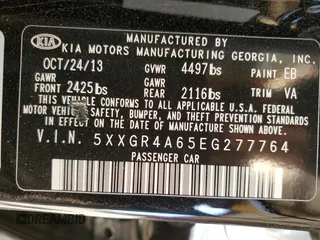 MANUFACTURED BY
KIA KIA MOTORS MANUFACTURING GEORGIA, INC.
OCT/24/13 GVWR 4497lbs PAINT EB
GAWR GAWR
FRONT 2425lbs REAR 2116lbs TRIM VA
THIS VEHICLE CONFORMS TO ALL APPLICABLE U.S. FEDERAL
MOTOR VEHICLE SAFETY, BUMPER, AND THEFT PREVENTION STANDARDS
IN EFFECT ON THE DATE OF MANUFACTURE SHOWN ABOVE.
V.I.N. 5XXGR4A65EG277764
PASSENGER CAR
DREAMBID